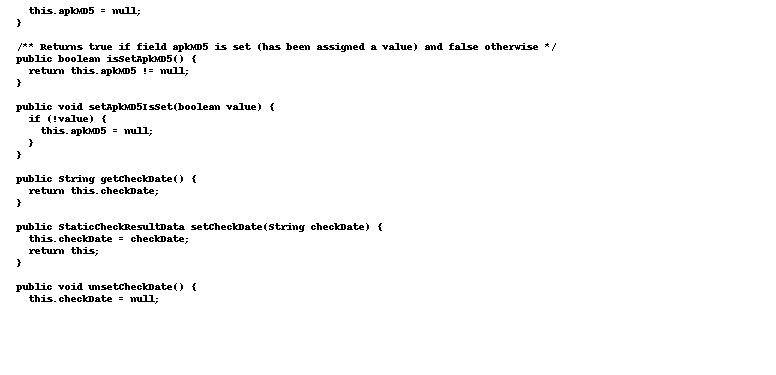 this.apkMD5 = null;
  }

  /** Returns true if field apkMD5 is set (has been assigned a value) and false otherwise */
  public boolean isSetApkMD5() {
    return this.apkMD5 != null;
  }

  public void setApkMD5IsSet(boolean value) {
    if (!value) {
      this.apkMD5 = null;
    }
  }

  public String getCheckDate() {
    return this.checkDate;
  }

  public StaticCheckResultData setCheckDate(String checkDate) {
    this.checkDate = checkDate;
    return this;
  }

  public void unsetCheckDate() {
    this.checkDate = null;